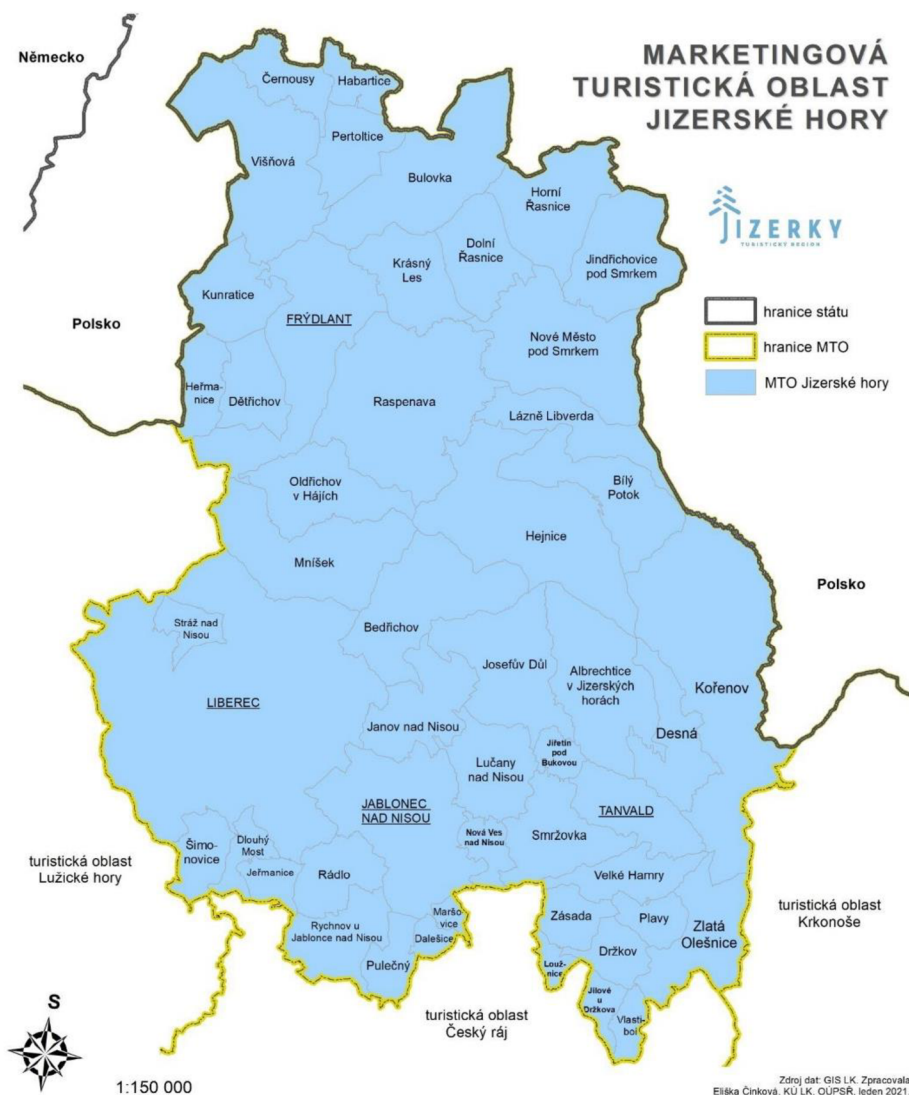 Německo
MARKETINGOVÁ
TURISTICKÁ OBLAST
JIZERSKÉ HORY
Černousy
Habartice
Pertoltice
Višňová
Bulovka
Horní
Řasnice
JIZERKY
TURISTICKÝ REGION
Dolní
Řasnice
Krásný
Les
Jindřichovice
pod Smrkem
Kunratice
FRÝDLANT
Polsko
hranice státu
Nové Město
pod Smrkem
hranice MTO
Heřma-
nice
Dětřichov
Raspenava
MTO Jizerské hory
Lázně Libverda
Oldřichov
v Hájích
Bílý
Potok
Hejnice
Mníšek
Polsko
Stráž nad
Nisou
Bedřichov
Josefův Důl
Albrechtice
v Jizerských
horách
Kořenov
LIBEREC
Janov nad Nisou
Desná
Jiřetín
pod
Bukovou
Lučany
nad Nisou
JABLONEC
NAD NISOU
TANVALD
Nová Ves
nad Nisou
Smržovka
Šimo-
novice
Dlouhý
Most
Jeřmanice
Rádlo
turistická oblast
Lužické hory
Velké Hamry
turistická oblast
Krkonoše
Maršo-
vice
Zásada
Plavy
Zlatá
Olešnice
Rychnov u
Jablonce nad Nisou
Dalešice
Držkov
Pulečný
Louž-
nice
Jílové
u
Držkova
Vlasti-
boř
turistická oblast
Český ráj
S
1:150 000
Zdroj dat: GIS LK. Zpracovala
Eliška Činková, KÚ LK, OÚPSŘ, leden 2021.